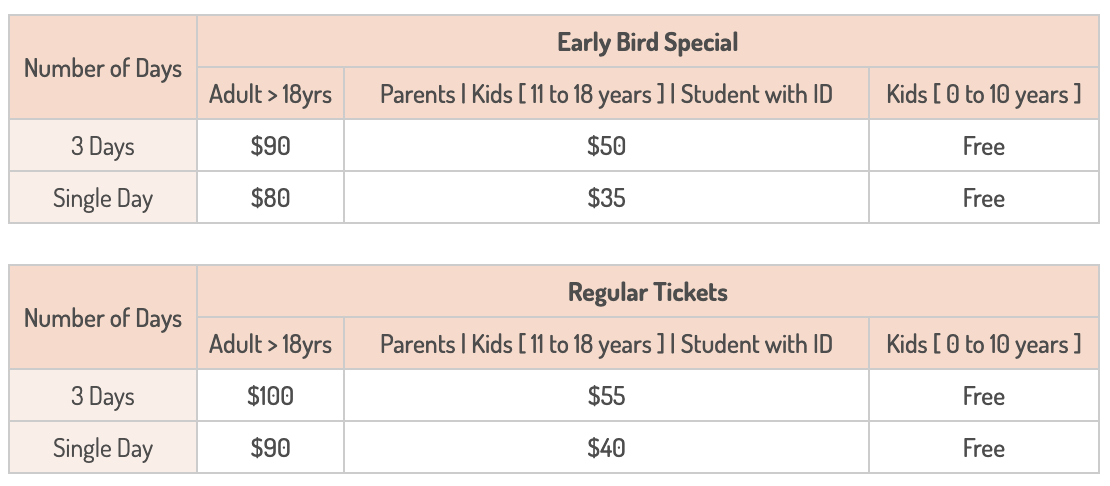 Early Bird Special
Number of Days
Adult > 18yrs Parents | Kids [ 11 to 18 years ] | Student with ID Kids [ 0 to 10 years ]
3 Days $90 $50 Free
Single Day $80 $35 Free
Regular Tickets
Number of Days
Adult > 18yrs Parents | Kids [ 11 to 18 years ] | Student with ID Kids [ 0 to 10 years ]
3 Days $100 $55 Free
Single Day $90 $40 Free